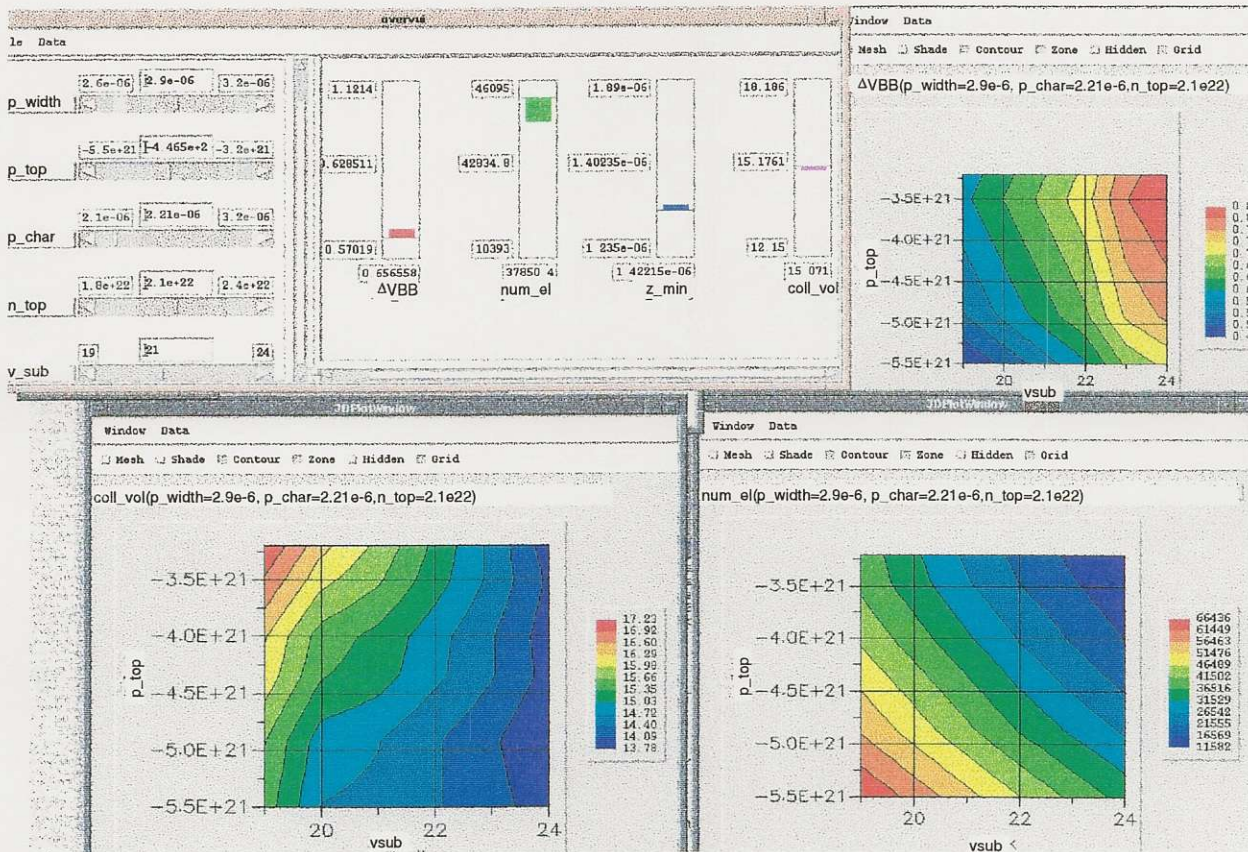 overvis
le Data
p_width
2.6e-06 2.9e-06 3.2e-06
p_top
-5.5e+21 -4 465e+2 -3.2e+21
p_char
2.1e-06 2.21e-06 3.2e-06
n_top
1.8e+22 2.1e+22 2.4e+22
v_sub
19 21 24
1.1214 46095 1.89e-06 18.186
0.628511 42834.8 1.40235e-06 15.1761
0 57019 10393 1 235e-06 12.15
0 656558 37850 4 1 42215e-06 15 071
ΔVBB num_el z_min coll_vol
Window Data
Mesh Shade Contour Zone Hidden Grid
ΔVBB(p_width=2.9e-6, p_char=2.21e-6,n_top=2.1e22)
p_top
-3.5E+21
-4.0E+21
-4.5E+21
-5.0E+21
-5.5E+21
20 22 24
vsub
3DPlotWindow
Window Data
Mesh Shade Contour Zone Hidden Grid
coll_vol(p_width=2.9e-6, p_char=2.21e-6,n_top=2.1e22)
p_top
-3.5E+21
-4.0E+21
-4.5E+21
-5.0E+21
-5.5E+21
20 22 24
vsub
17.23
16.92
16.60
16.29
15.98
15.66
15.35
15.03
14.72
14.40
14.09
13.78
3DPlotWindow
Window Data
Mesh Shade Contour Zone Hidden Grid
num_el(p_width=2.9e-6, p_char=2.21e-6,n_top=2.1e22)
p_top
-3.5E+21
-4.0E+21
-4.5E+21
-5.0E+21
-5.5E+21
20 22 24
vsub <
66436
61449
56463
51476
46489
41502
36516
31529
26542
21555
16569
11582